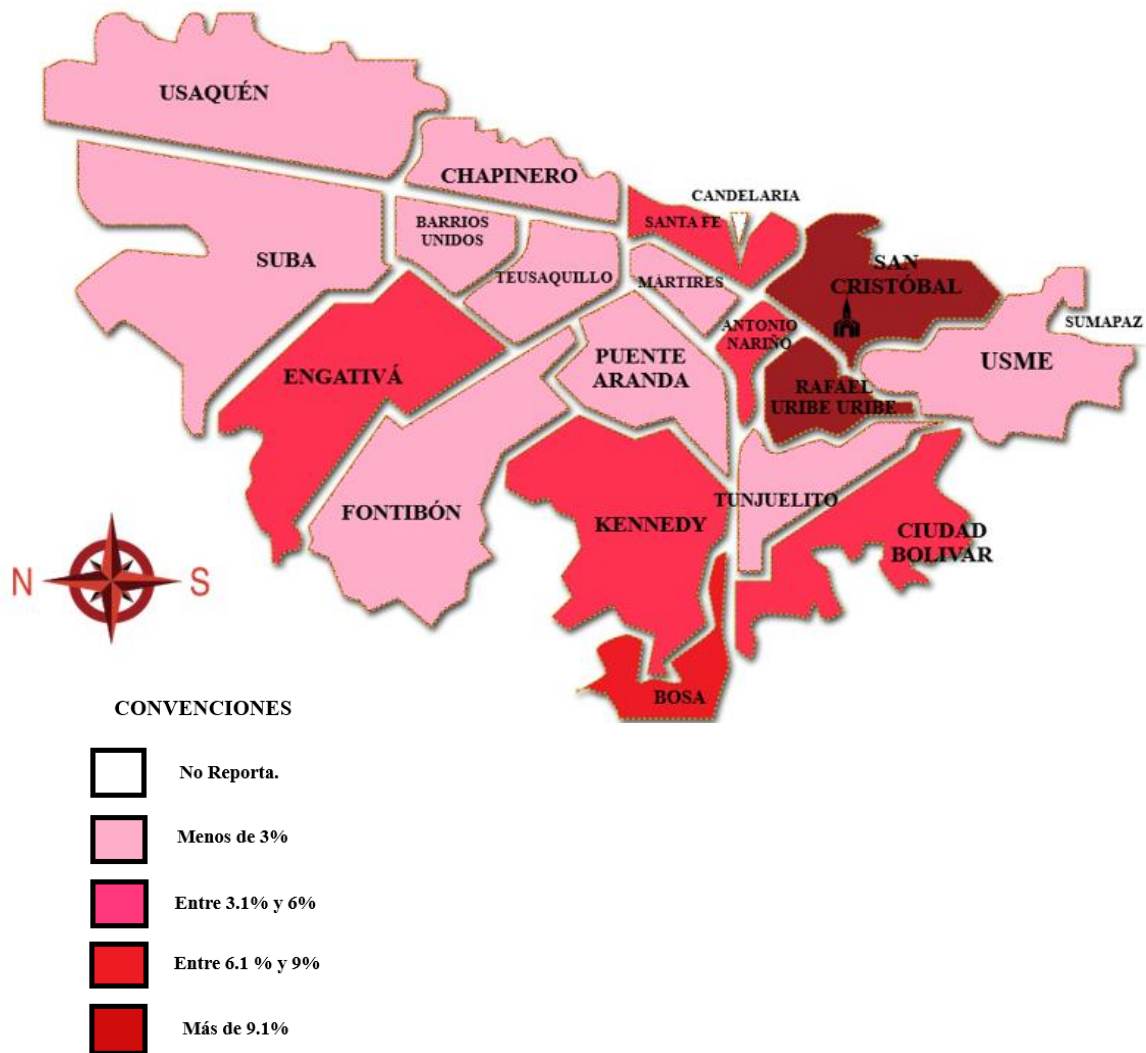 USAQUÉN
CHAPINERO
CANDELARIA
BARRIOS
UNIDOS
SANTA FE
SUBA
TEUSAQUILLO
MÁRTIRES
SAN
CRISTÓBAL
SUMAPAZ
ANTONIO
NARIÑO
PUENTE
ARANDA
USME
ENGATIVÁ
RAFAEL
URIBE URIBE
TUNJUELITO
FONTIBÓN
KENNEDY
CIUDAD
BOLIVAR
N
S
BOSA
CONVENCIONES
No Reporta.
Menos de 3%
Entre 3.1% y 6%
Entre 6.1 % y 9%
Más de 9.1%